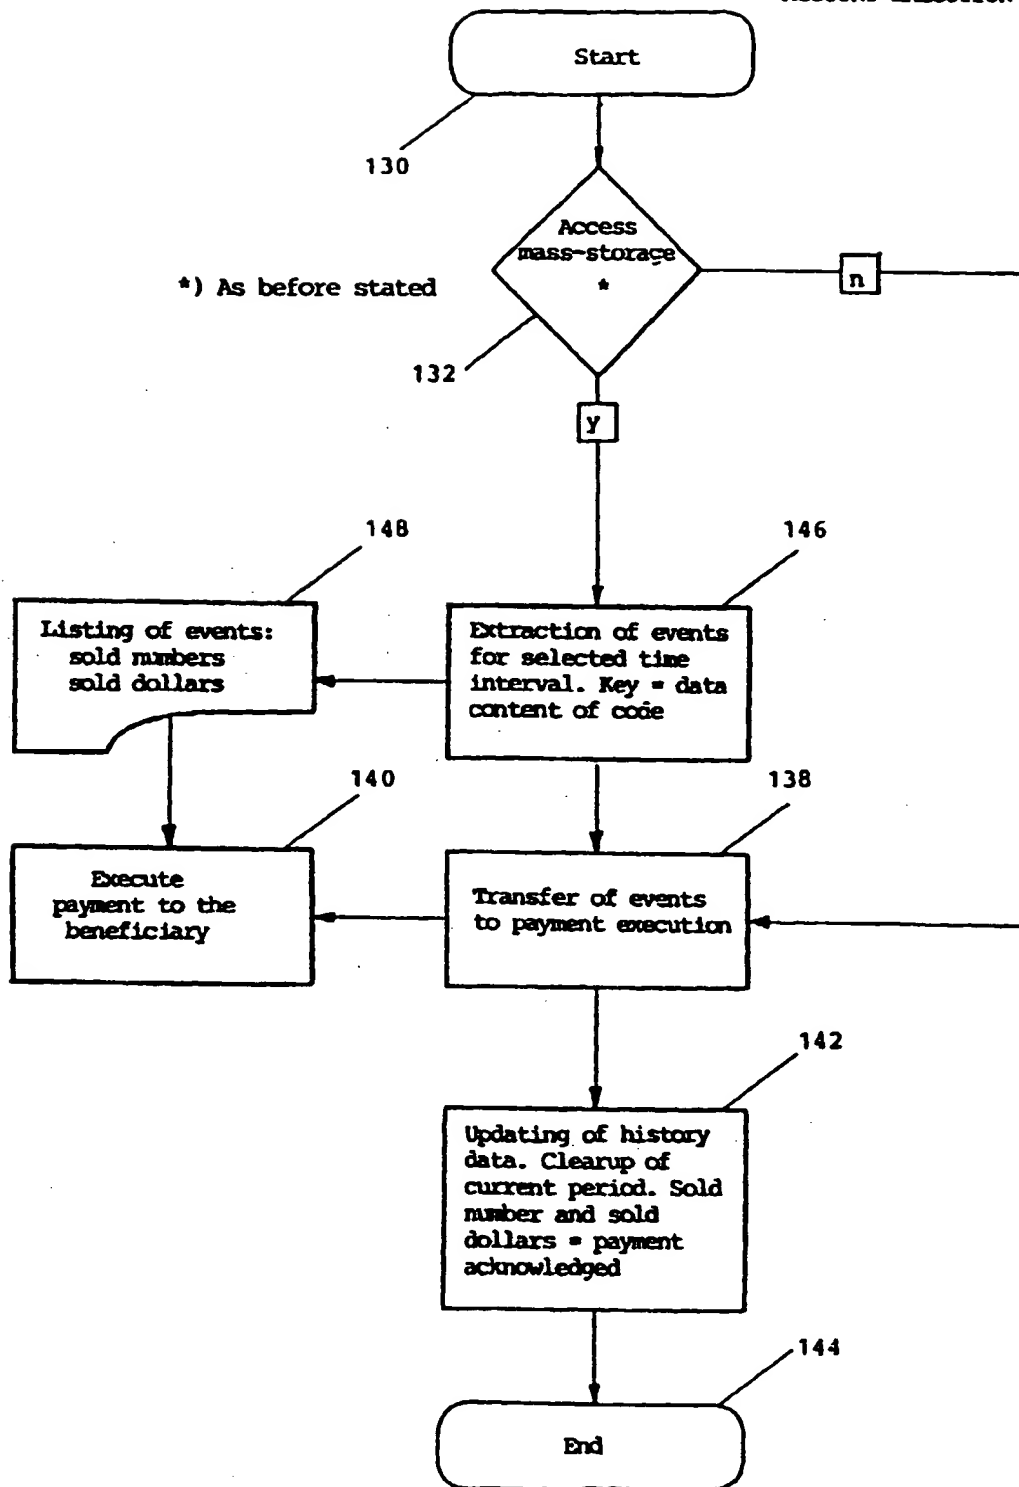 Start
130
Access
mass-storage
*
n
*) As before stated
132
y
148
146
Listing of events:
sold numbers
sold dollars
Extraction of events
for selected time
interval. Key = data
content of code
140
138
Execute
payment to the
beneficiary
Transfer of events
to payment execution
142
Updating of history
data. Clearup of
current period. Sold
number and sold
dollars = payment
acknowledged
144
End